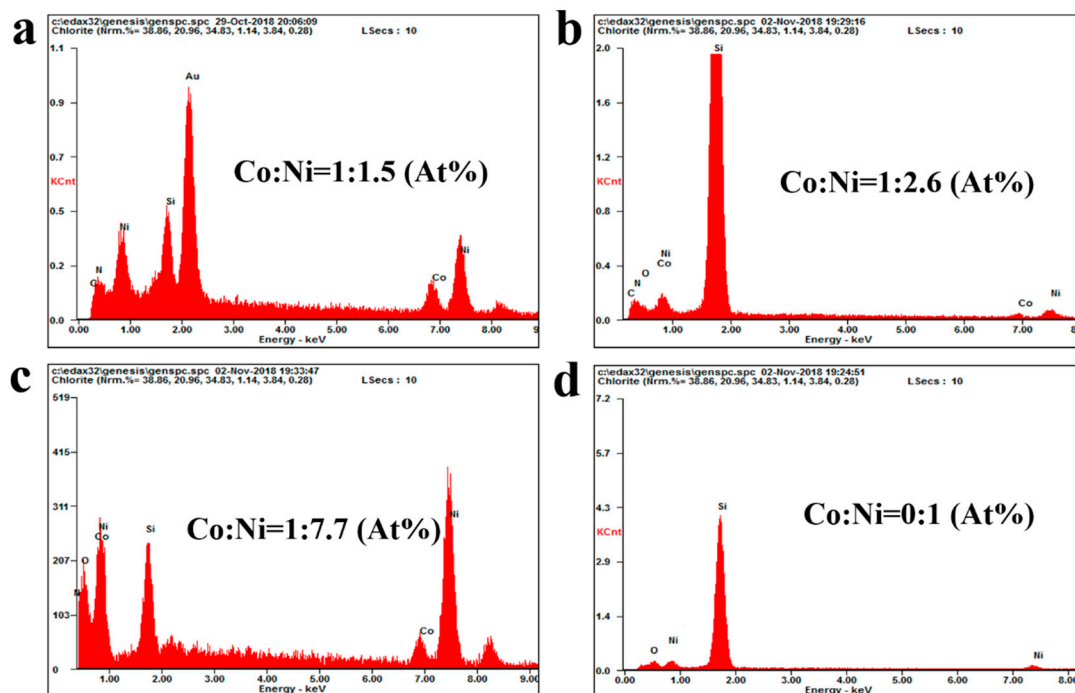 a
c:\edax32\genesis\genspc.spc 29-Oct-2018 20:06:09
Chlorite (Nrm.%= 38.86, 20.96, 34.83, 1.14, 3.84, 0.28) LSecs : 10
1.1
0.9
0.7
KCnt
0.5
0.2
0.0
Au
Co:Ni=1:1.5 (At%)
Si
Ni
N
C
Co
Ni
0.00 1.00 2.00 3.00 4.00 5.00 6.00 7.00 8.00 9
Energy - keV
b
c:\edax32\genesis\genspc.spc 02-Nov-2018 19:29:16
Chlorite (Nrm.%= 38.86, 20.96, 34.83, 1.14, 3.84, 0.28) LSecs : 10
2.0
1.6
1.2
KCnt
0.8
0.4
0.0
Si
Co:Ni=1:2.6 (At%)
Ni
Co
O
N
C
Co
Ni
1.00 2.00 3.00 4.00 5.00 6.00 7.00 8.0
Energy - keV
c
c:\edax32\genesis\genspc.spc 02-Nov-2018 19:33:47
Chlorite (Nrm.%= 38.86, 20.96, 34.83, 1.14, 3.84, 0.28) LSecs : 10
519
415
311
207
103
0
Co:Ni=1:7.7 (At%)
Ni
Co
Si
O
N
Ni
Co
1.00 2.00 3.00 4.00 5.00 6.00 7.00 8.00 9.00
Energy - keV
d
c:\edax32\genesis\genspc.spc 02-Nov-2018 19:24:51
Chlorite (Nrm.%= 38.86, 20.96, 34.83, 1.14, 3.84, 0.28) LSecs : 10
7.2
5.7
4.3
KCnt
2.9
1.4
0.0
Si
Co:Ni=0:1 (At%)
O
Ni
Ni
0.00 1.00 2.00 3.00 4.00 5.00 6.00 7.00 8.00
Energy - keV